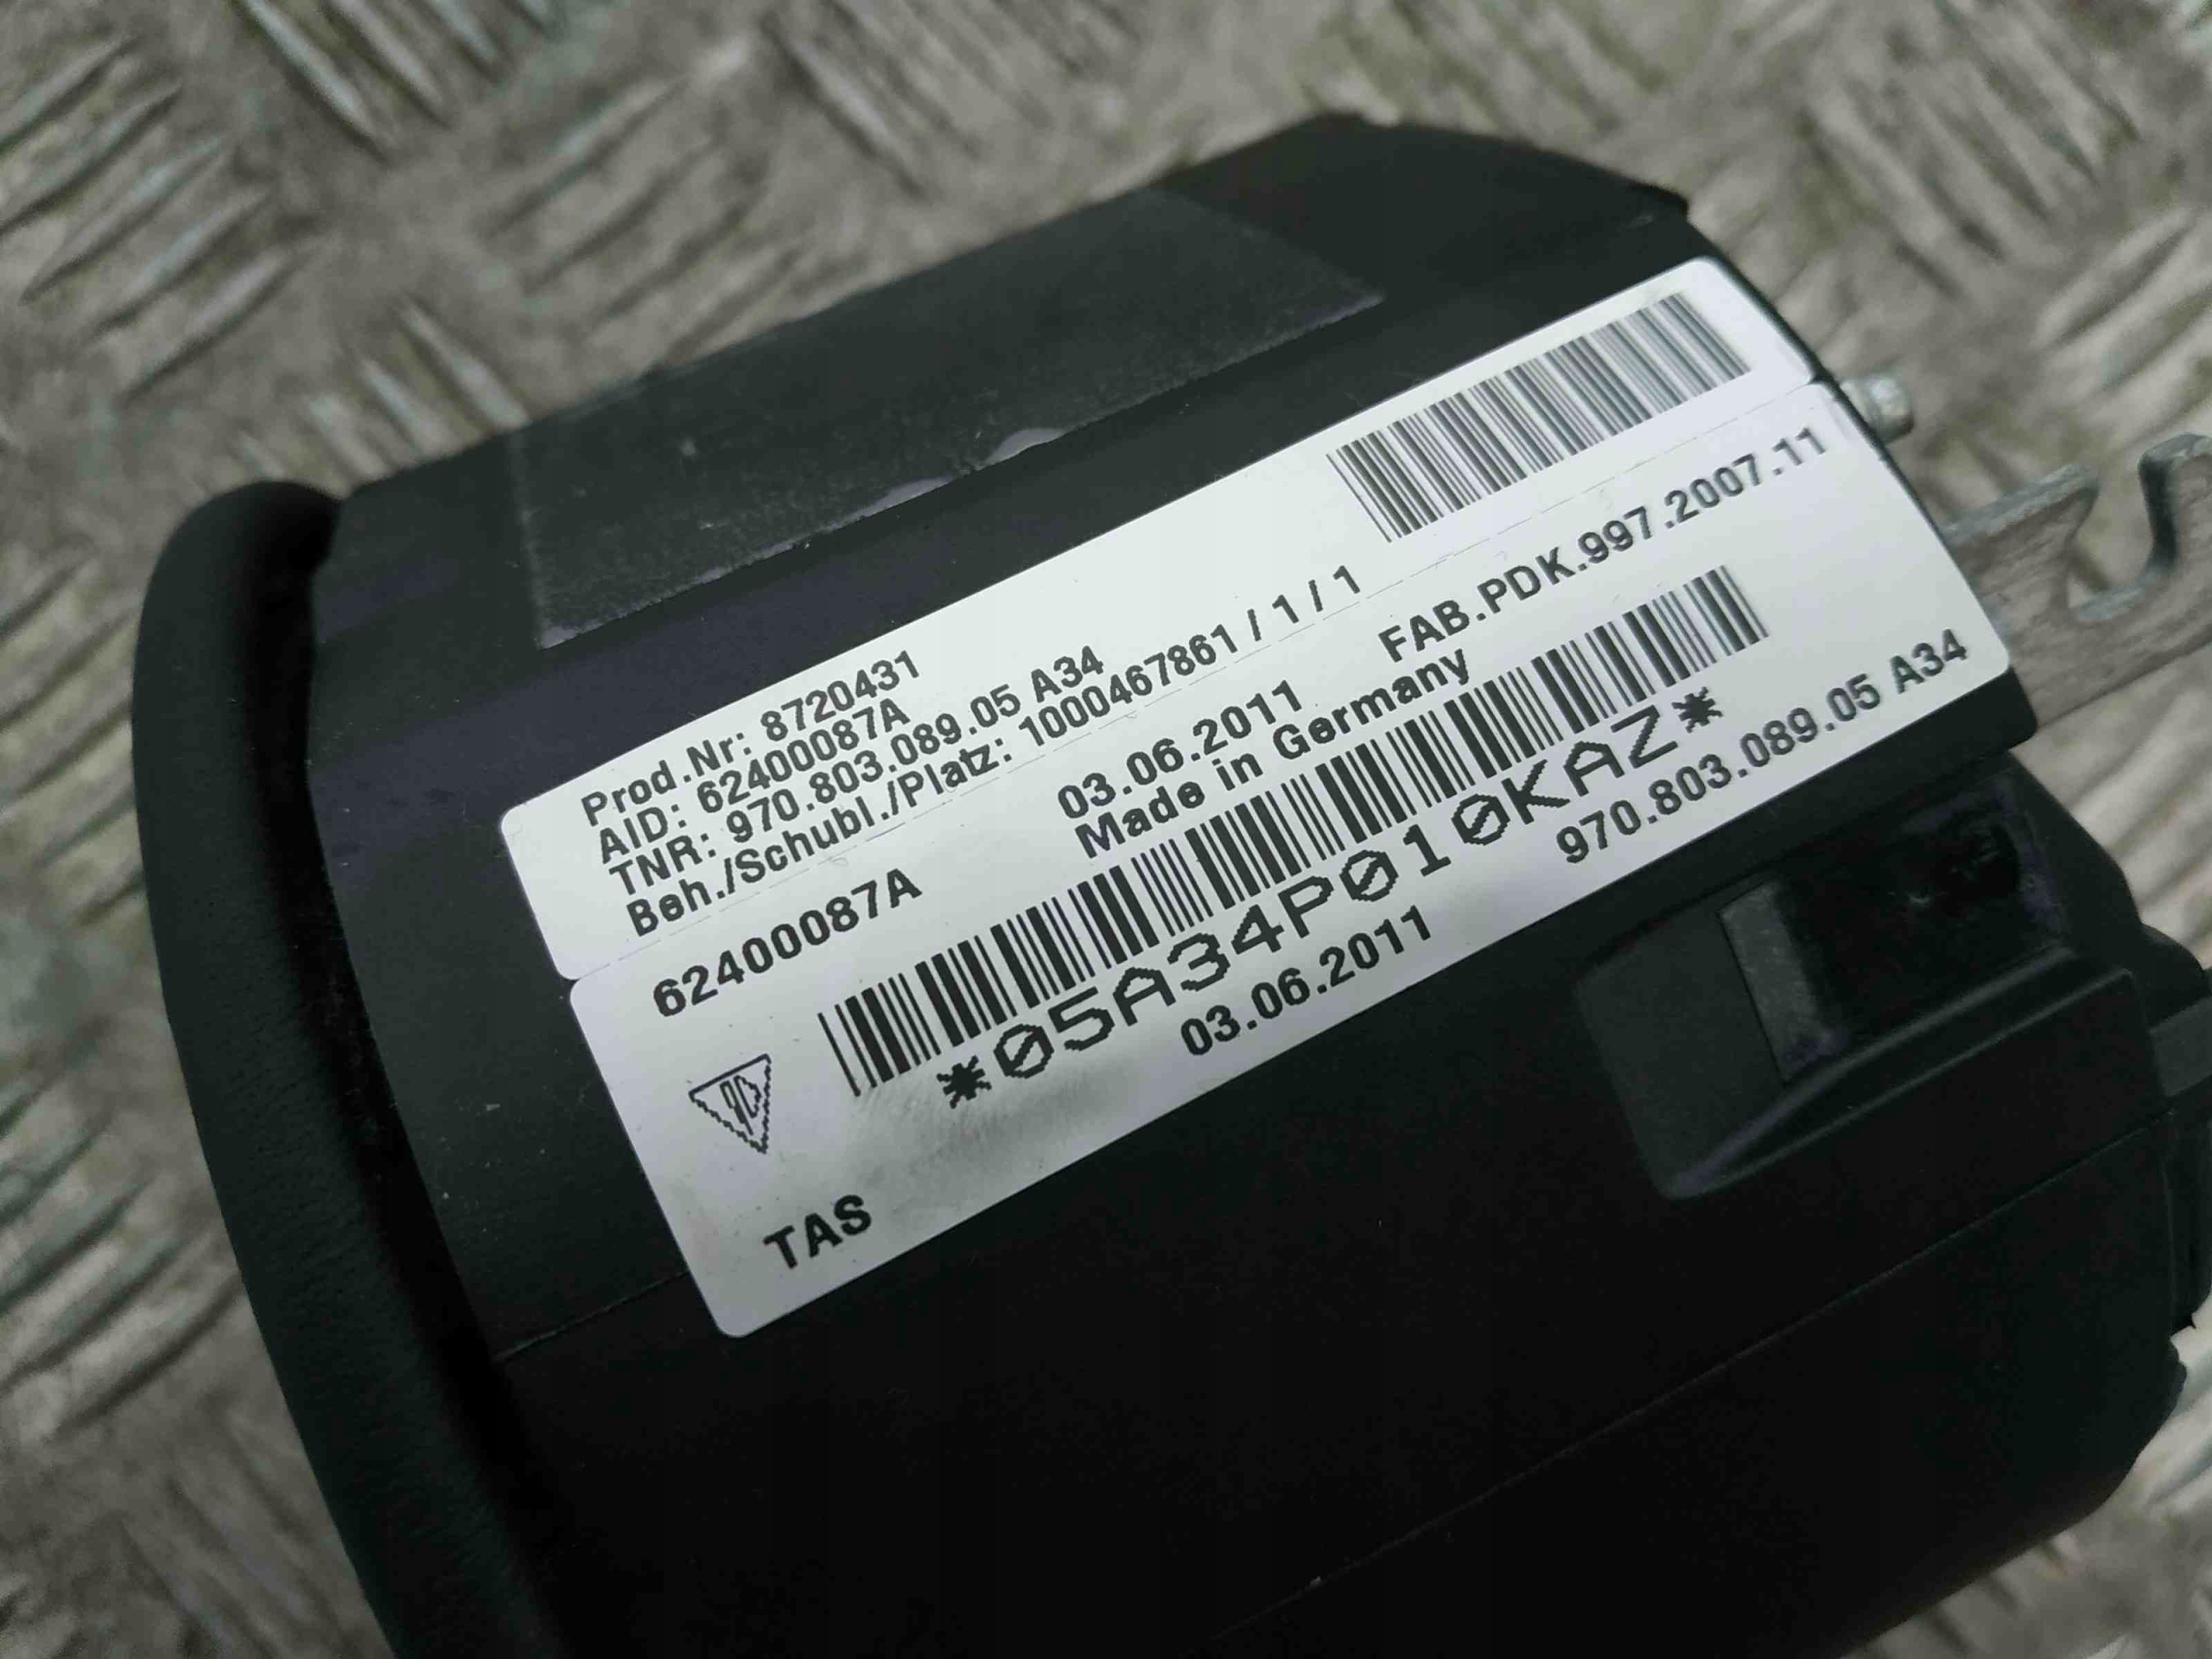 Prod.Nr: 8720431
AID: 62400087A
TNR: 970.803.089.05 A34
Beh./Schubl./Platz: 1000467861 / 1 / 1
62400087A
03.06.2011
FAB.PDK.997.2007.11
Made in Germany
*05A34P010KAZ*
03.06.2011
970.803.089.05 A34
TAS